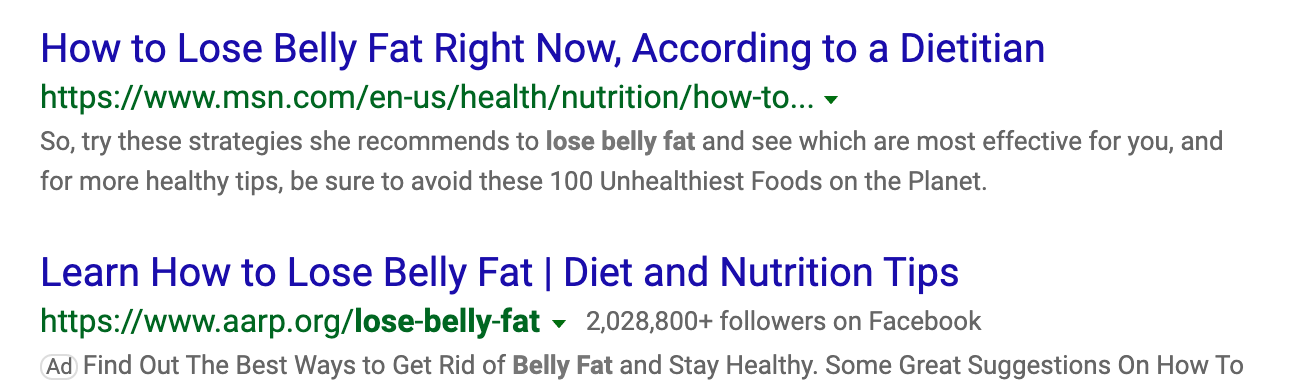 How to Lose Belly Fat Right Now, According to a Dietitian
https://www.msn.com/en-us/health/nutrition/how-to...
So, try these strategies she recommends to lose belly fat and see which are most effective for you, and
for more healthy tips, be sure to avoid these 100 Unhealthiest Foods on the Planet.
Learn How to Lose Belly Fat | Diet and Nutrition Tips
https://www.aarp.org/lose-belly-fat 2,028,800+ followers on Facebook
Ad Find Out The Best Ways to Get Rid of Belly Fat and Stay Healthy. Some Great Suggestions On How To